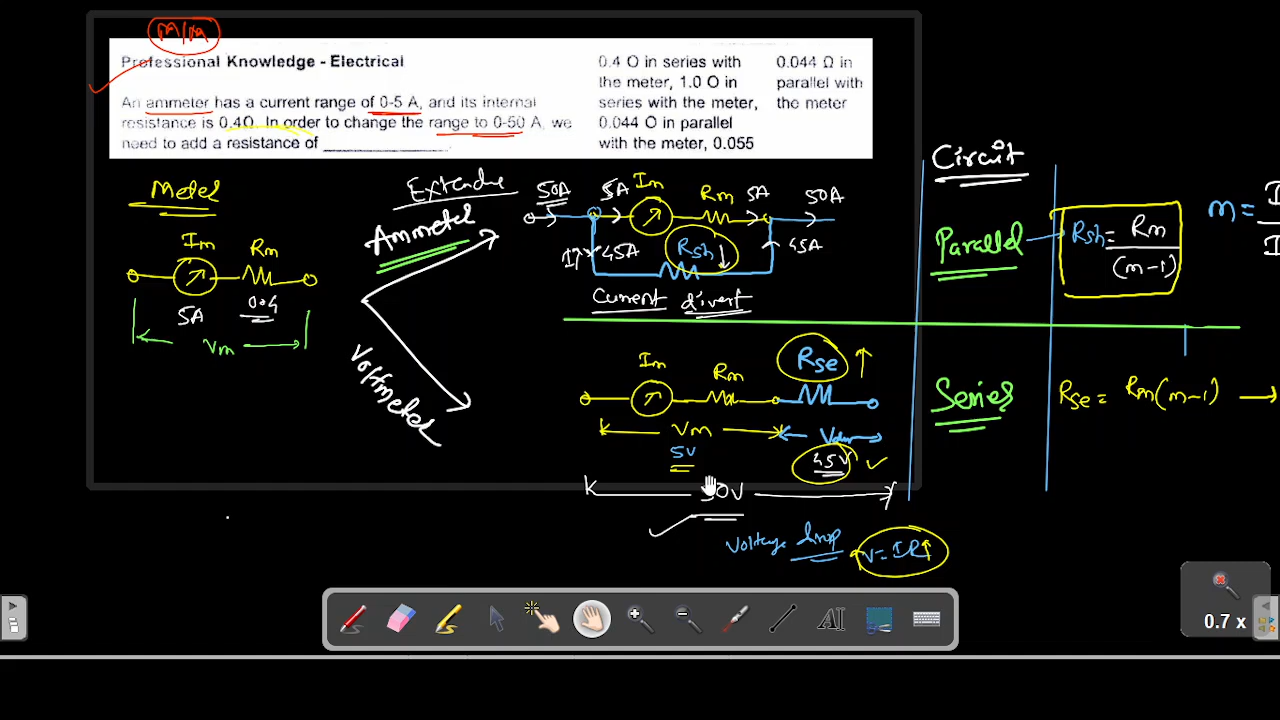 m/m
Professional Knowledge - Electrical
An ammeter has a current range of 0-5 A, and its internal
resistance is 0.4Ω. In order to change the range to 0-50 A, we
need to add a resistance of
0.4 O in series with
the meter, 1.0 O in
series with the meter,
0.044 O in parallel
with the meter, 0.055
0.044 Ω in
parallel with
the meter
Meter
Im
Rm
5A
0.4
Vm
Extende
Ammeter
Voltmeter
50A
5A
Im
Rm
5A
50A
I↑
45A
Rsh↓
45A
Current divert
Im
Rm
Rse ↑
Vm
5V
45V
50V
Voltage drop
V=IR↑
Circuit
Parallel
Rsh = Rm
(m-1)
m= I
I
Series
Rse = Rm(m-1)
AI
0.7 x